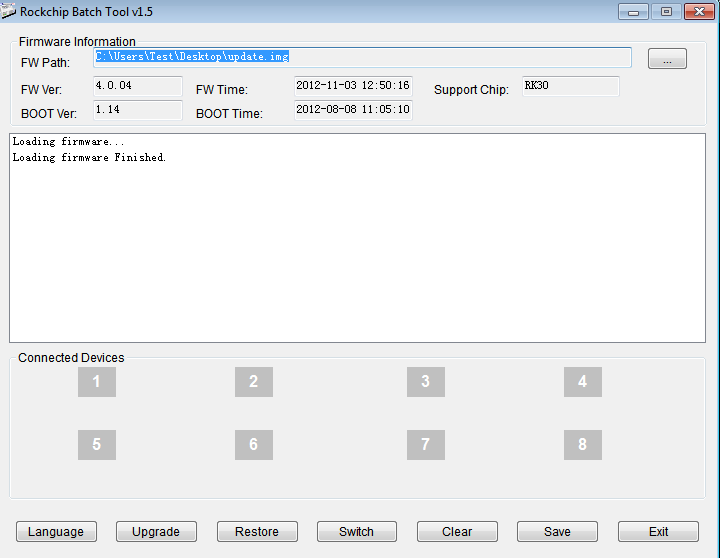 Rockchip Batch Tool v1.5
Firmware Information
FW Path: C:\Users\Test\Desktop\update.img ...
FW Ver: 4.0.04 FW Time: 2012-11-03 12:50:16 Support Chip: RK30
BOOT Ver: 1.14 BOOT Time: 2012-08-08 11:05:10
Loading firmware...
Loading firmware Finished.
Connected Devices
1 2 3 4
5 6 7 8
Language Upgrade Restore Switch Clear Save Exit